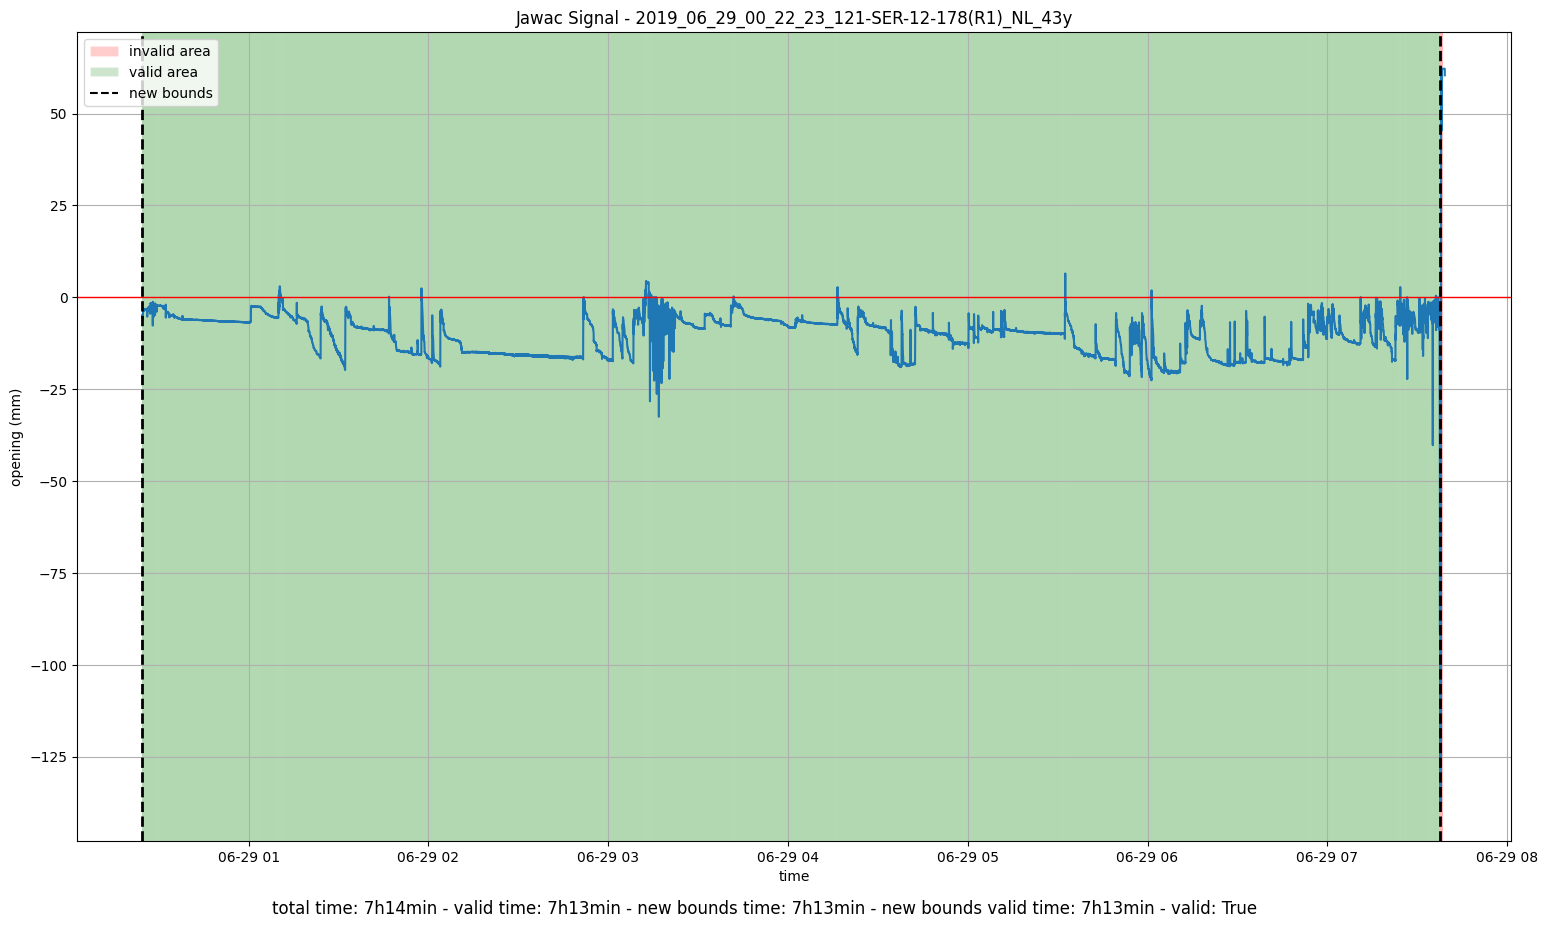 Jawac Signal - 2019_06_29_00_22_23_121-SER-12-178(R1)_NL_43y
invalid area
valid area
new bounds
50
25
0
−25
−50
−75
−100
−125
opening (mm)
06-29 01
06-29 02
06-29 03
06-29 04
06-29 05
06-29 06
06-29 07
06-29 08
time
total time: 7h14min - valid time: 7h13min - new bounds time: 7h13min - new bounds valid time: 7h13min - valid: True